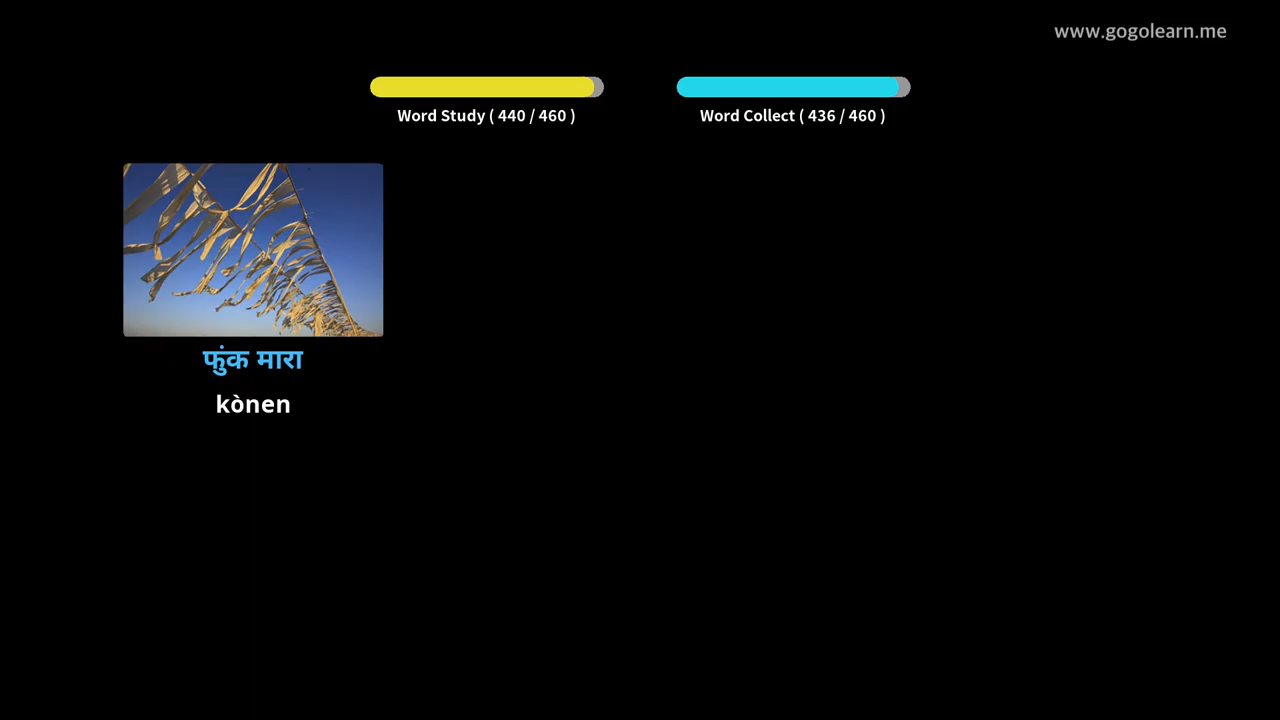 www.gogolearn.me
Word Study ( 440 / 460 )
Word Collect ( 436 / 460 )
फुंक मारा
kònen